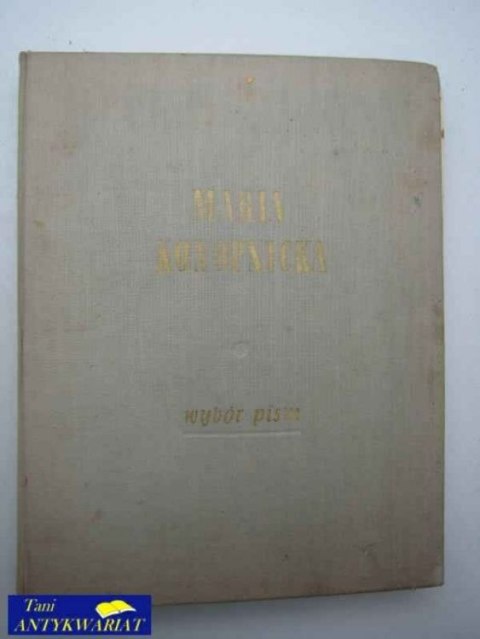 MARIA
KONOPNICKA
wybór pism
Tani
ANTYKWARIAT